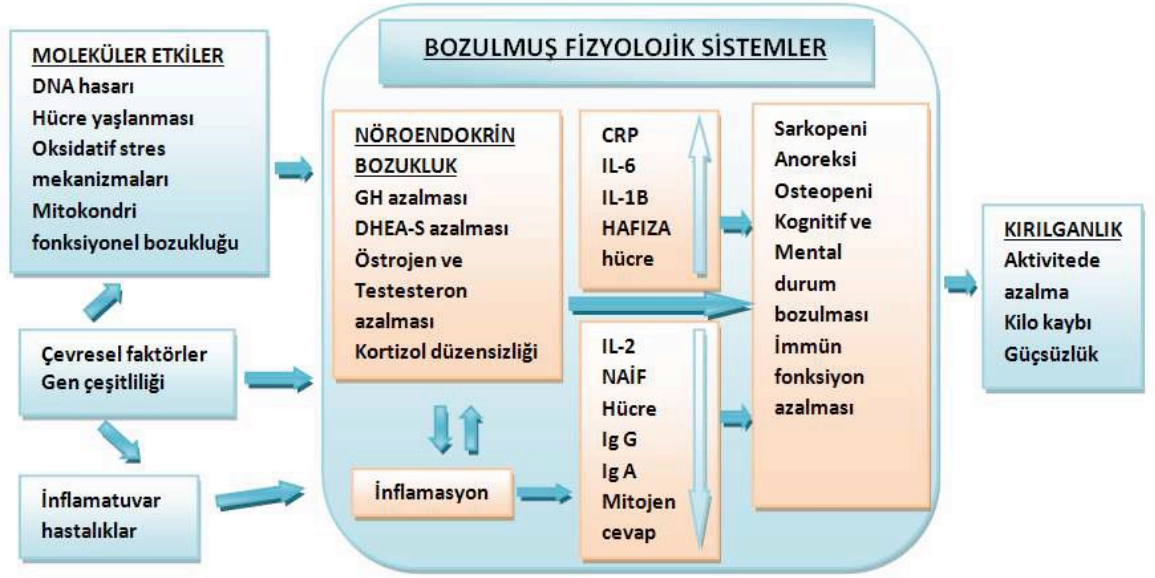 MOLEKÜLER ETKİLER
DNA hasarı
Hücre yaşlanması
Oksidatif stres
mekanizmaları
Mitokondri
fonksiyonel bozukluğu
Çevresel faktörler
Gen çeşitliliği
İnflamatuvar
hastalıklar
BOZULMUŞ FİZYOLOJİK SİSTEMLER
NÖROENDOKRİN
BOZUKLUK
GH azalması
DHEA-S azalması
Östrojen ve
Testesteron
azalması
Kortizol düzensizliği
İnflamasyon
CRP
IL-6
IL-1B
HAFIZA
hücre
IL-2
NAİF
Hücre
Ig G
Ig A
Mitojen
cevap
Sarkopeni
Anoreksi
Osteopeni
Kognitif ve
Mental
durum
bozulması
İmmün
fonksiyon
azalması
KIRILGANLIK
Aktivitede
azalma
Kilo kaybı
Güçsüzlük